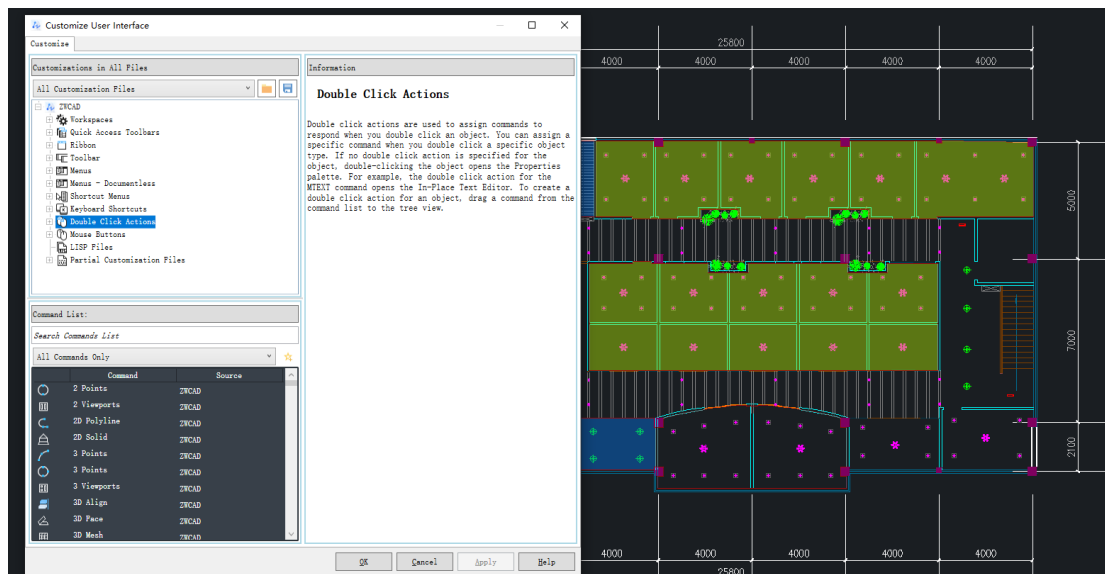 Customize User Interface
Customize
Customizations in All Files
All Customization Files
ZWCAD
Workspaces
Quick Access Toolbars
Ribbon
Toolbar
Menus
Menus - Documentless
Shortcut Menus
Keyboard Shortcuts
Double Click Actions
Mouse Buttons
LISP Files
Partial Customization Files
Command List:
Search Commands List
All Commands Only
Command Source
2 Points ZWCAD
2 Viewports ZWCAD
2D Polyline ZWCAD
2D Solid ZWCAD
3 Points ZWCAD
3 Points ZWCAD
3 Viewports ZWCAD
3D Align ZWCAD
3D Face ZWCAD
3D Mesh ZWCAD
Information
Double Click Actions
Double click actions are used to assign commands to
respond when you double click an object. You can assign a
specific command when you double click a specific object
type. If no double click action is specified for the
object, double-clicking the object opens the Properties
palette. For example, the double click action for the
MTEXT command opens the In-Place Text Editor. To create a
double click action for an object, drag a command from the
command list to the tree view.
OK Cancel Apply Help
25800
4000 4000 4000 4000 4000
5000
7000
2100
4000 4000 4000 4000 4000
25800